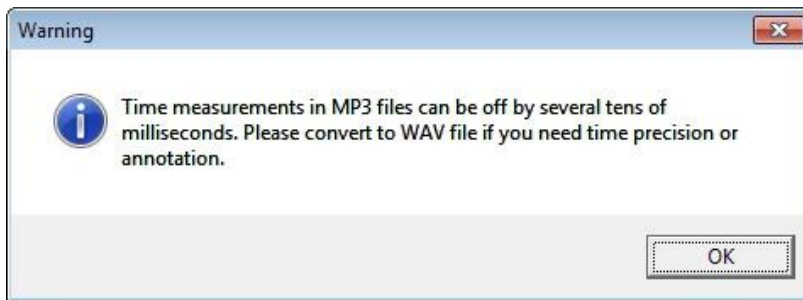 Warning
Time measurements in MP3 files can be off by several tens of
milliseconds. Please convert to WAV file if you need time precision or
annotation.
OK